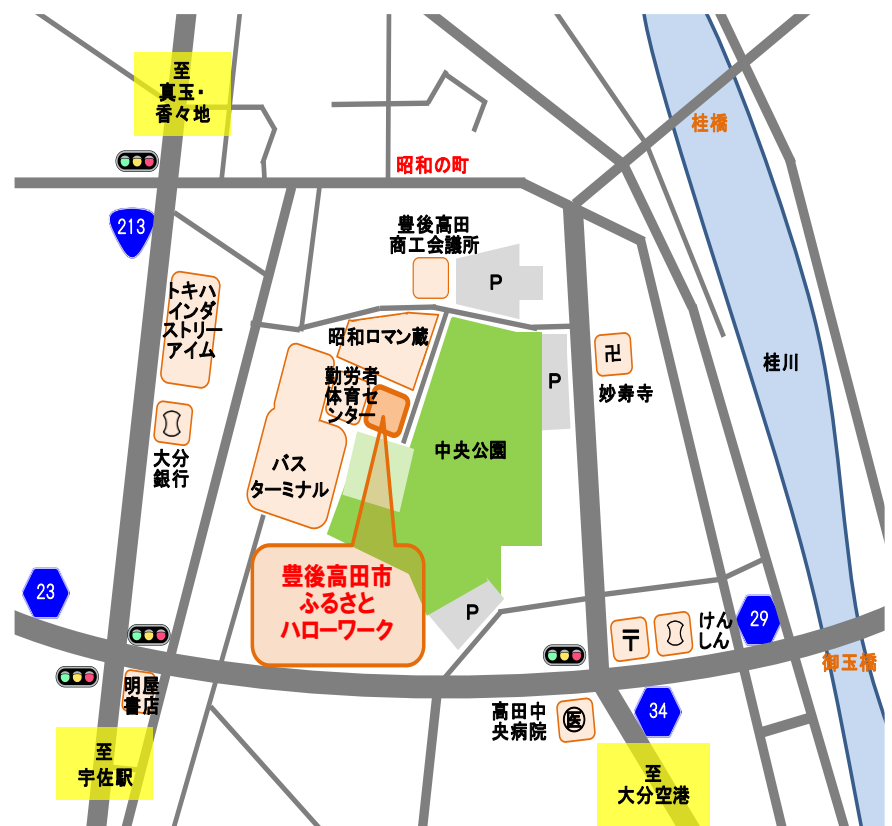 至
真玉・
香々地
桂橋
昭和の町
213
豊後高田
商工会議所
P
トキハ
インダ
ストリー
アイム
昭和ロマン蔵
卍
妙寿寺
桂川
P
勤労者
体育セ
ンター
中央公園
大分
銀行
バス
ターミナル
豊後高田市
ふるさと
ハローワーク
23
P
〒
けん
しん
29
御玉橋
明屋
書店
高田中
央病院
医
34
至
宇佐駅
至
大分空港